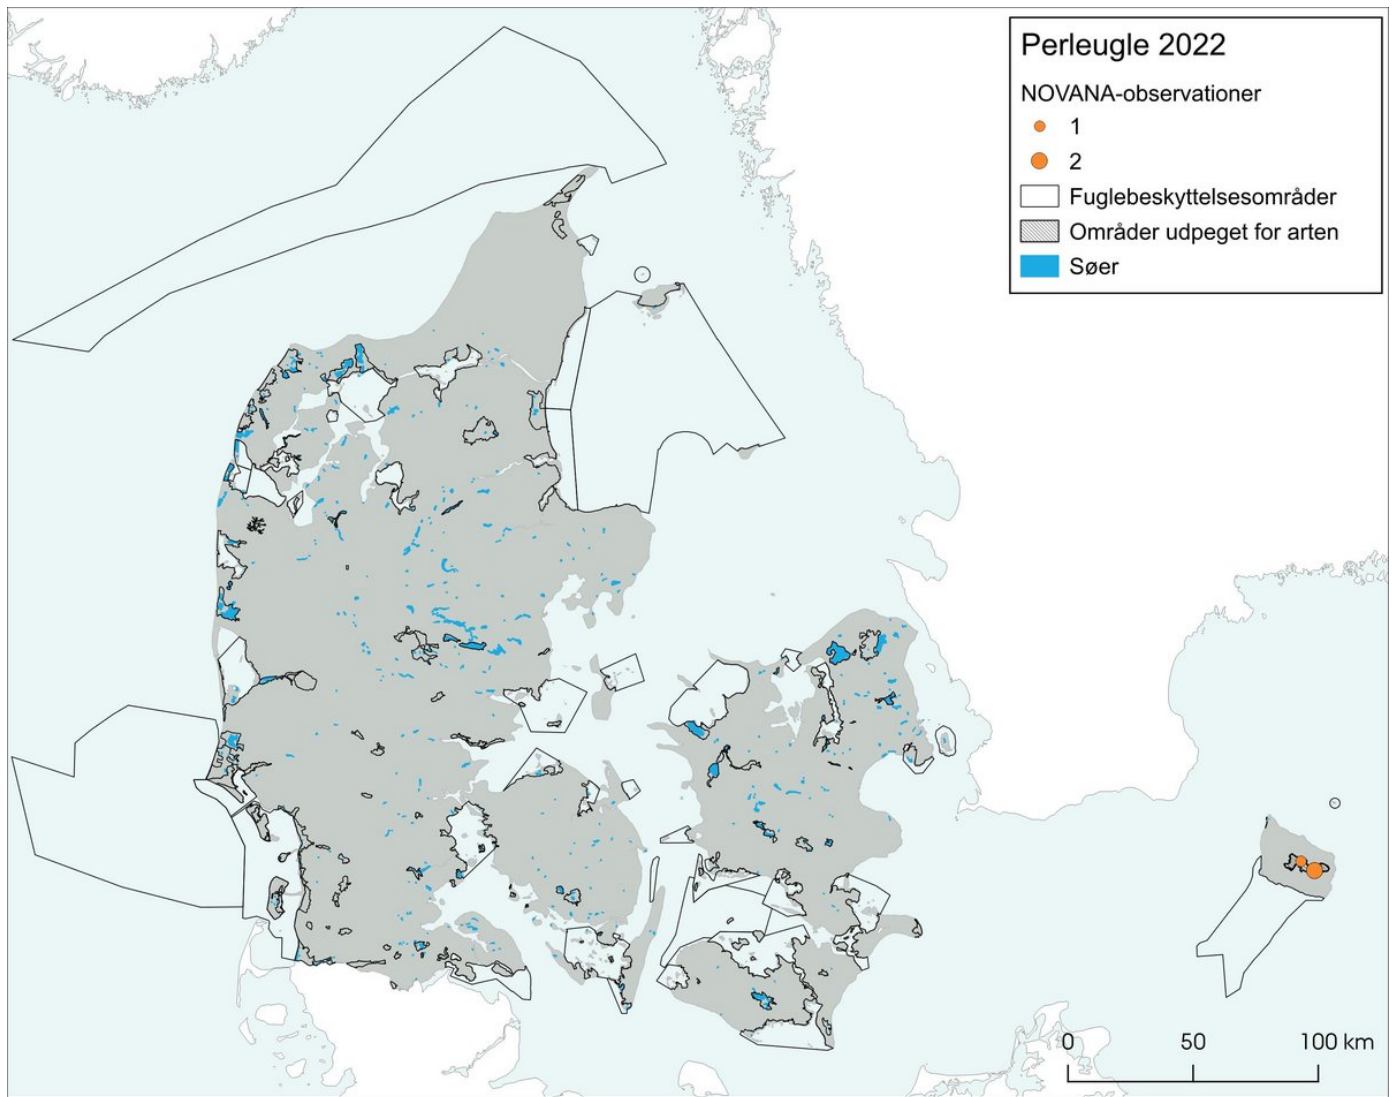 Perleugle 2022
NOVANA-observationer
1
2
Fuglebeskyttelsesområder
Områder udpeget for arten
Søer
0 50 100 km